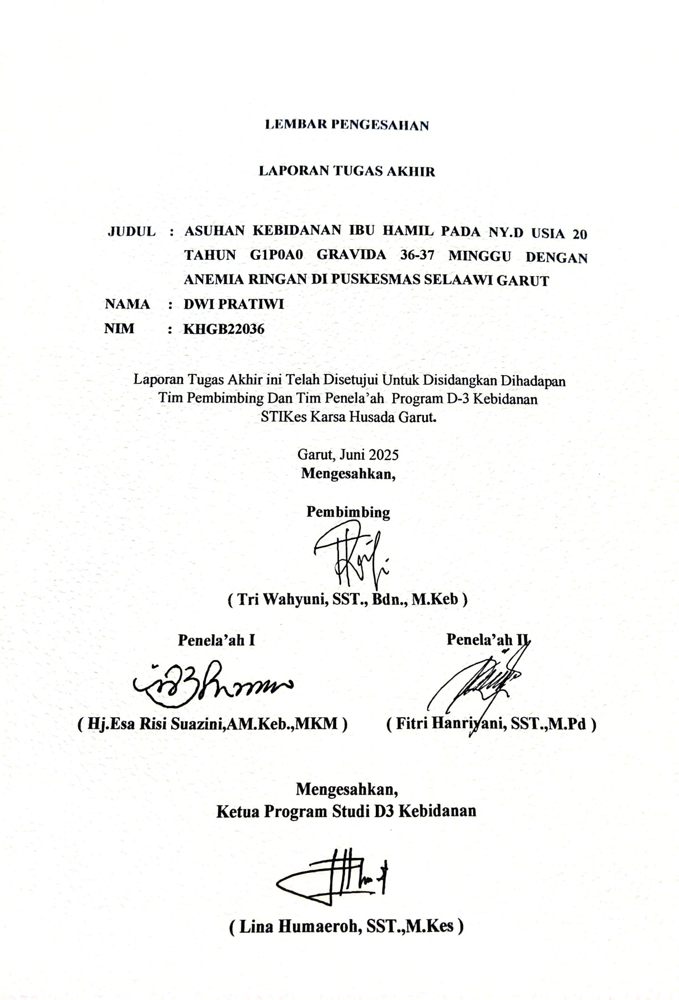 LEMBAR PENGESAHAN
LAPORAN TUGAS AKHIR
JUDUL : ASUHAN KEBIDANAN IBU HAMIL PADA NY.D USIA 20
TAHUN G1P0A0 GRAVIDA 36-37 MINGGU DENGAN
ANEMIA RINGAN DI PUSKESMAS SELAAWI GARUT
NAMA : DWI PRATIWI
NIM : KHGB22036
Laporan Tugas Akhir ini Telah Disetujui Untuk Disidangkan Dihadapan
Tim Pembimbing Dan Tim Penela’ah Program D-3 Kebidanan
STIKes Karsa Husada Garut.
Garut, Juni 2025
Mengesahkan,
Pembimbing
( Tri Wahyuni, SST., Bdn., M.Keb )
Penela’ah I
Penela’ah II
( Hj.Esa Risi Suazini,AM.Keb.,MKM )
( Fitri Hanriyani, SST.,M.Pd )
Mengesahkan,
Ketua Program Studi D3 Kebidanan
( Lina Humaeroh, SST.,M.Kes )